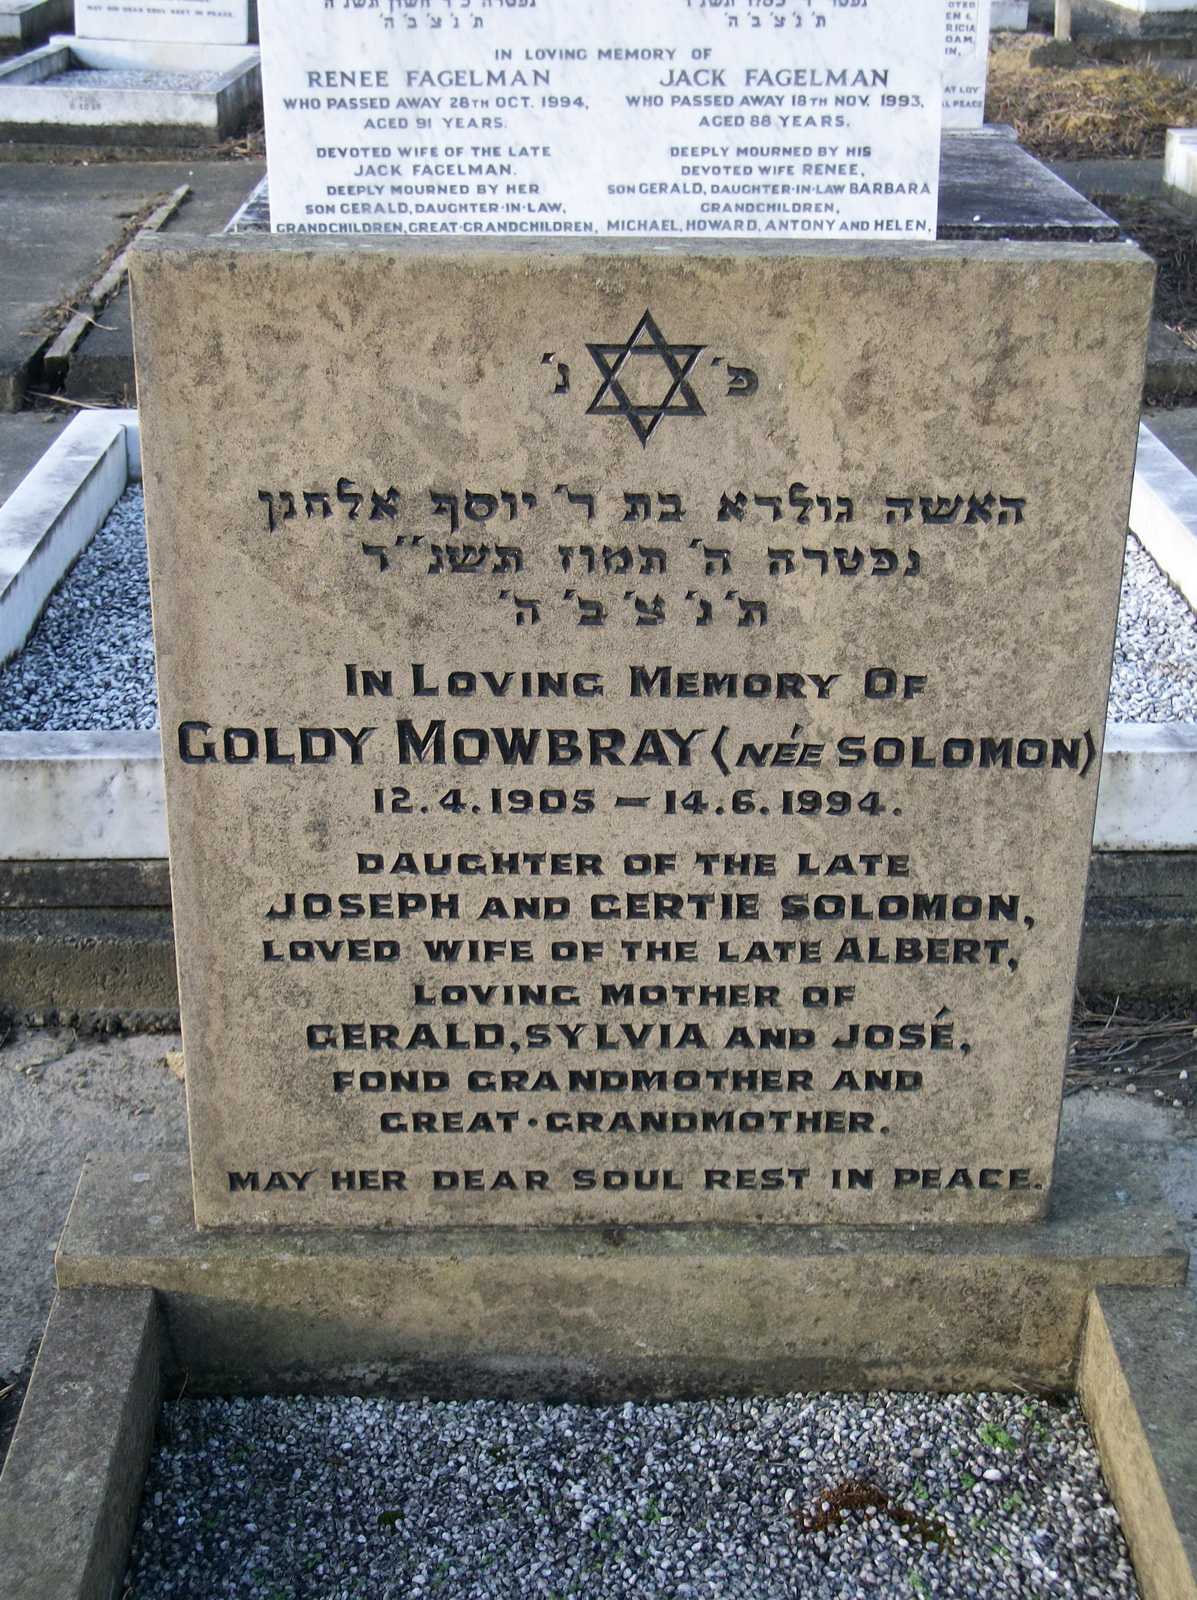 ת׳ נ׳ צ׳ ב׳ ה׳
ת׳ נ׳ צ׳ ב׳ ה׳
IN LOVING MEMORY OF
RENEE FAGELMAN
WHO PASSED AWAY 28TH OCT. 1994,
AGED 91 YEARS.
DEVOTED WIFE OF THE LATE
JACK FAGELMAN.
DEEPLY MOURNED BY HER
SON GERALD, DAUGHTER-IN-LAW,
GRANDCHILDREN, GREAT-GRANDCHILDREN,
JACK FAGELMAN
WHO PASSED AWAY 18TH NOV. 1993,
AGED 88 YEARS.
DEEPLY MOURNED BY HIS
DEVOTED WIFE RENEE,
SON GERALD, DAUGHTER-IN-LAW BARBARA
GRANDCHILDREN,
MICHAEL, HOWARD, ANTONY AND HELEN,
פ׳ נ׳
האשה גולדא בת ר׳ יוסף אלחנן
נפטרה ה׳ תמוז תשנ״ד
ת׳ נ׳ צ׳ ב׳ ה׳
IN LOVING MEMORY OF
GOLDY MOWBRAY (NÉE SOLOMON)
12.4.1905 – 14.6.1994.
DAUGHTER OF THE LATE
JOSEPH AND GERTIE SOLOMON,
LOVED WIFE OF THE LATE ALBERT,
LOVING MOTHER OF
GERALD, SYLVIA AND JOSÉ,
FOND GRANDMOTHER AND
GREAT-GRANDMOTHER.
MAY HER DEAR SOUL REST IN PEACE.